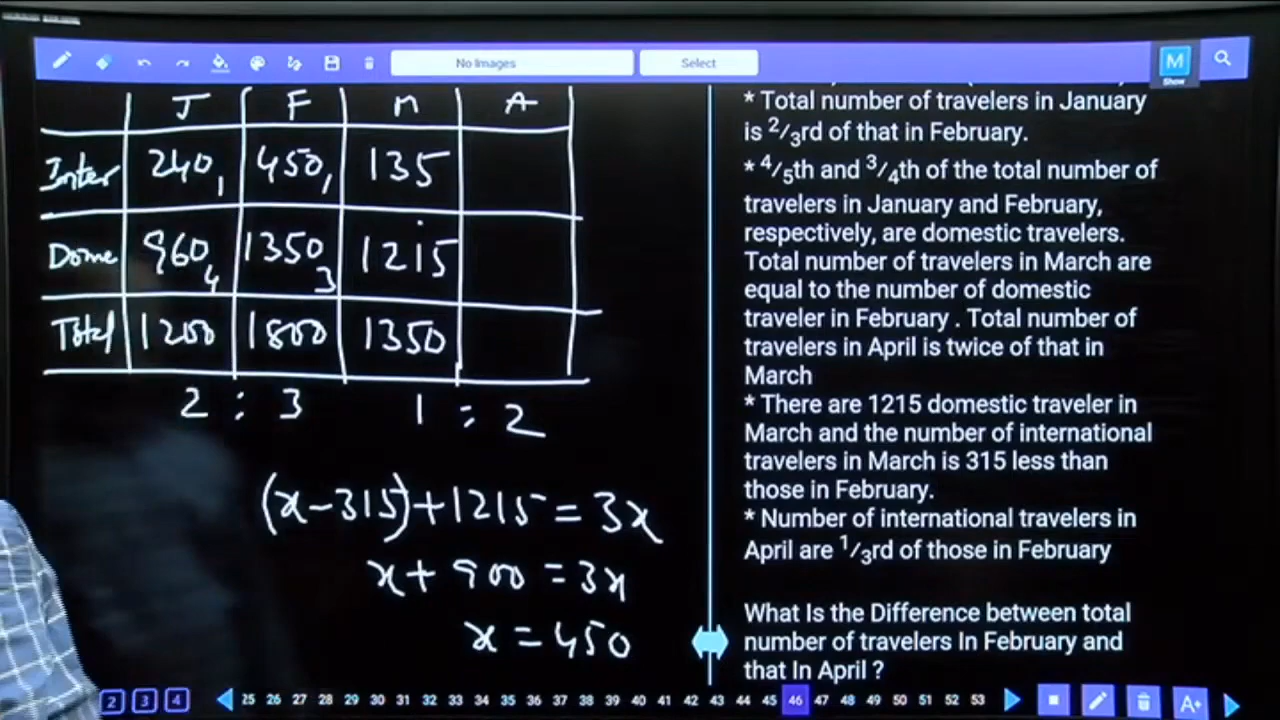 No Images
Select
M
Show
J F M A
Inter 240, 1 450, 1 135
Dome 960, 4 1350 3 1215
Total 1200 1800 1350
2 : 3 1 : 2
(x-315)+1215 = 3x
x + 900 = 3x
x = 450
* Total number of travelers in January
is 2/3rd of that in February.
* 4/5th and 3/4th of the total number of
travelers in January and February,
respectively, are domestic travelers.
Total number of travelers in March are
equal to the number of domestic
traveler in February . Total number of
travelers in April is twice of that in
March
* There are 1215 domestic traveler in
March and the number of international
travelers in March is 315 less than
those in February.
* Number of international travelers in
April are 1/3rd of those in February
What Is the Difference between total
number of travelers In February and
that In April ?
2 3 4 25 26 27 28 29 30 31 32 33 34 35 36 37 38 39 40 41 42 43 44 45 46 47 48 49 50 51 52 53 A+